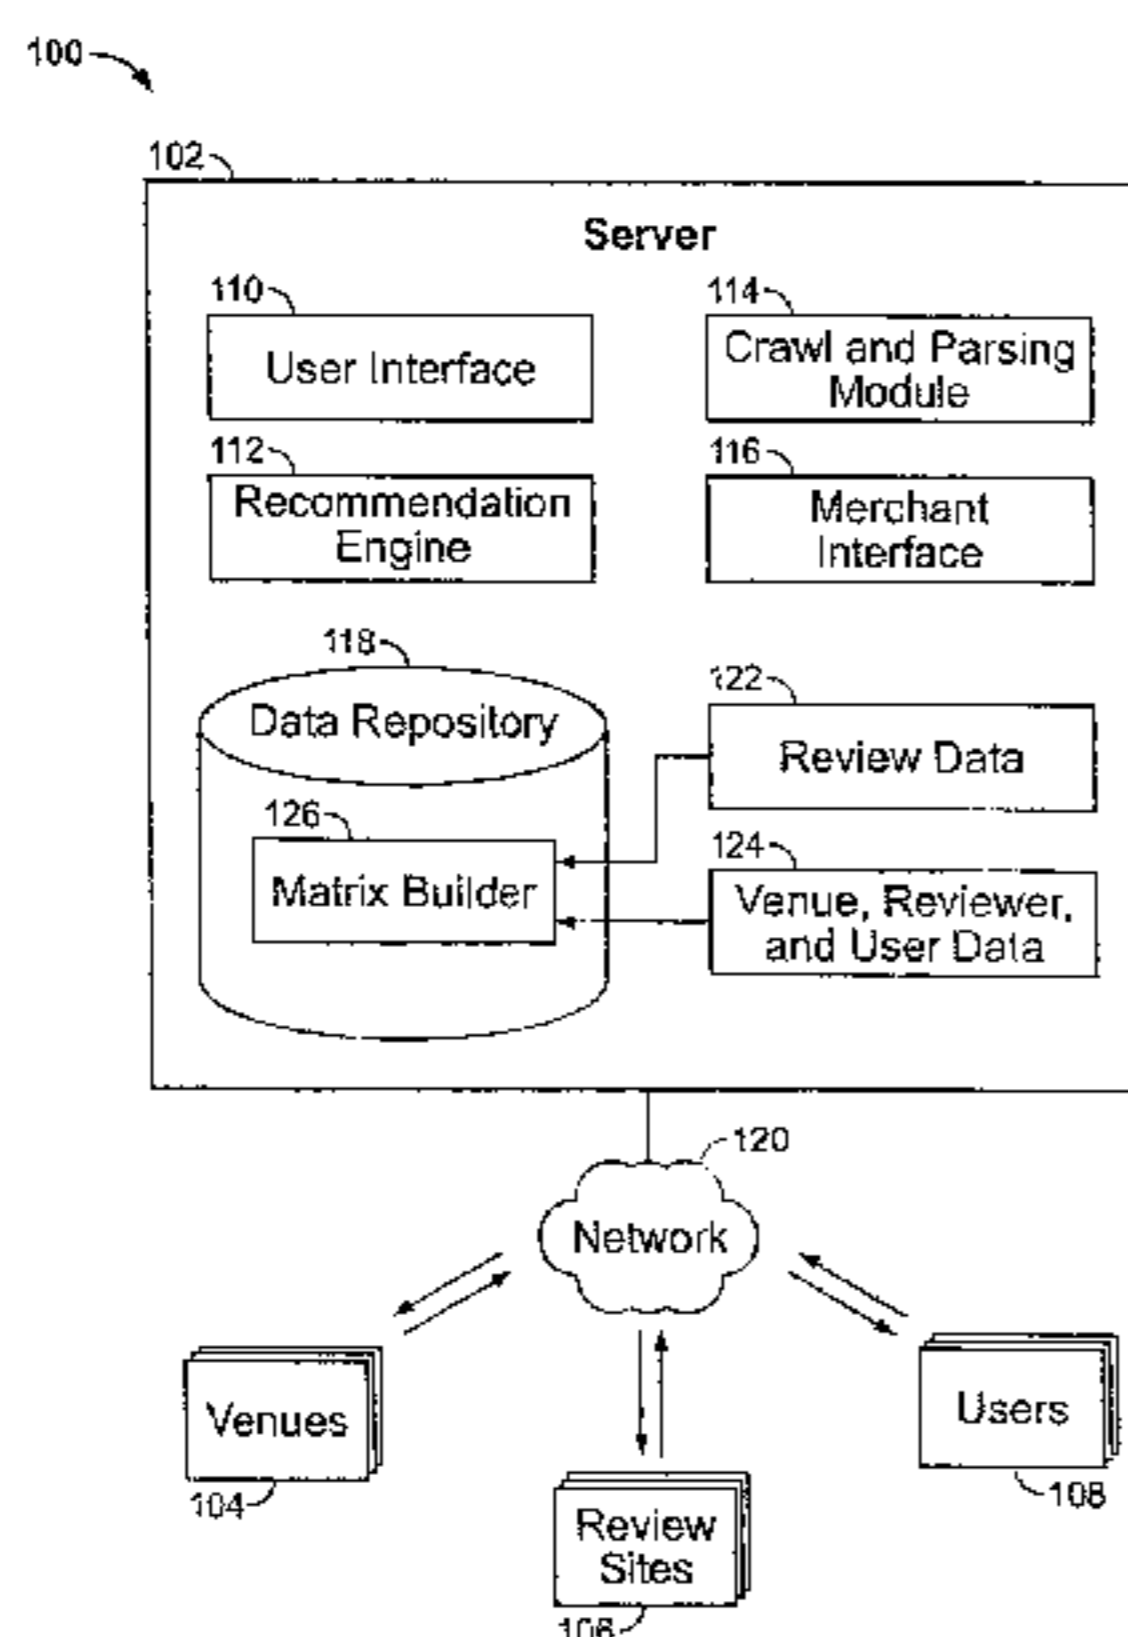 100
102
Server
110
User Interface
114
Crawl and Parsing
Module
112
Recommendation
Engine
116
Merchant
Interface
118
Data Repository
122
Review Data
126
Matrix Builder
124
Venue, Reviewer,
and User Data
120
Network
Venues
104
Review
Sites
106
Users
108